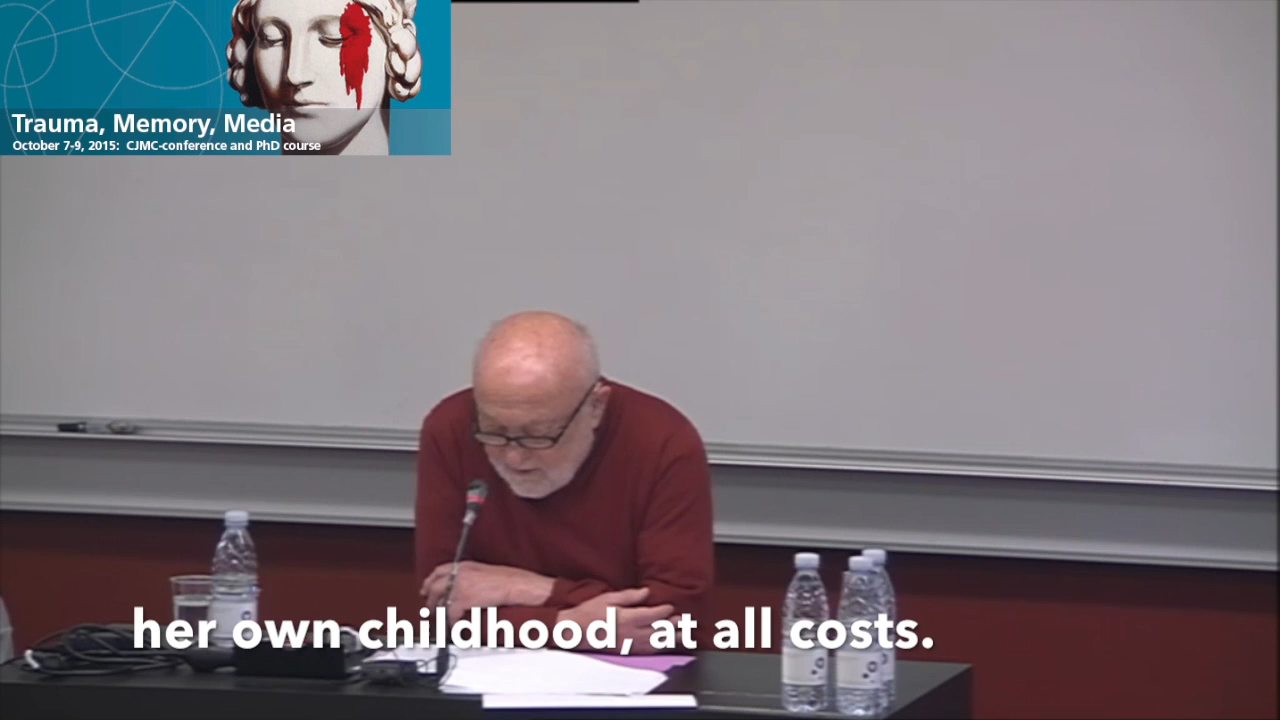 Trauma, Memory, Media
October 7-9, 2015: CJMC-conference and PhD course
her own childhood, at all costs.